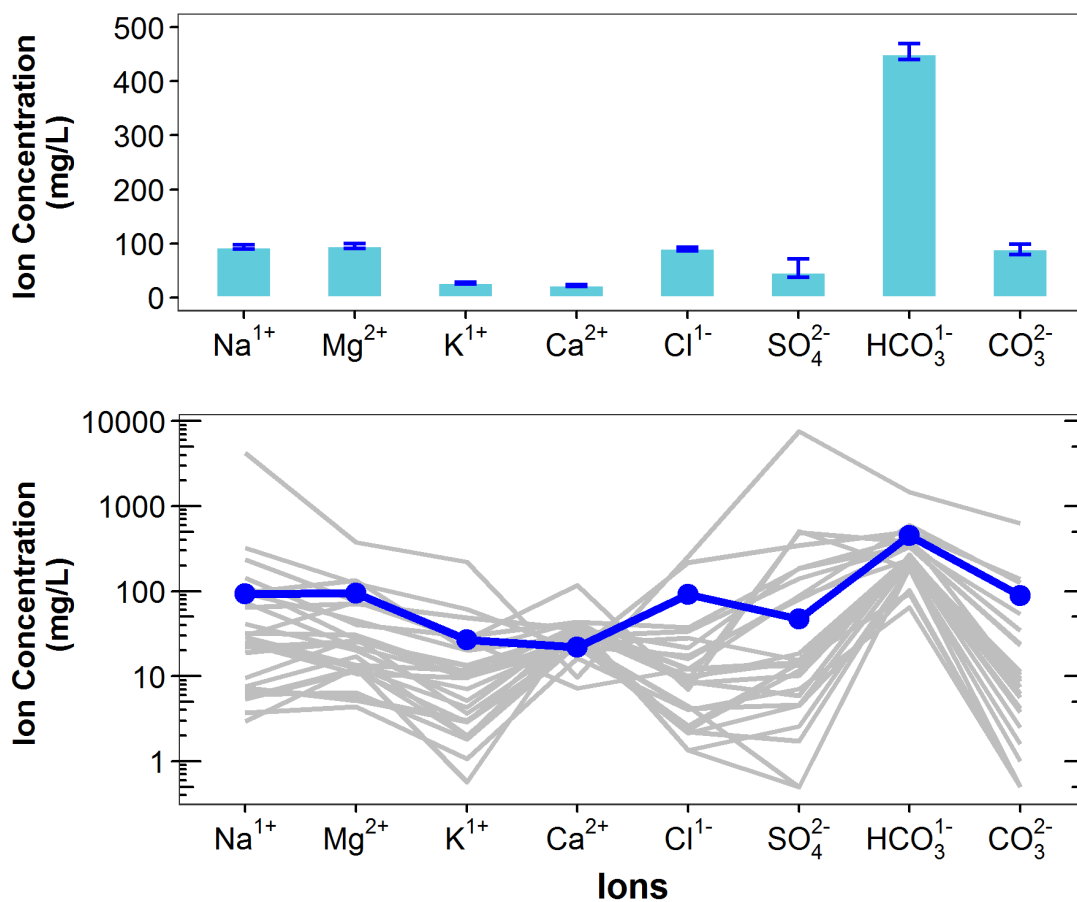 Ion Concentration
(mg/L)
500
400
300
200
100
0
Na¹⁺ Mg²⁺ K¹⁺ Ca²⁺ Cl¹⁻ SO₄²⁻ HCO₃¹⁻ CO₃²⁻
Ion Concentration
(mg/L)
10000
1000
100
10
1
Na¹⁺ Mg²⁺ K¹⁺ Ca²⁺ Cl¹⁻ SO₄²⁻ HCO₃¹⁻ CO₃²⁻
Ions